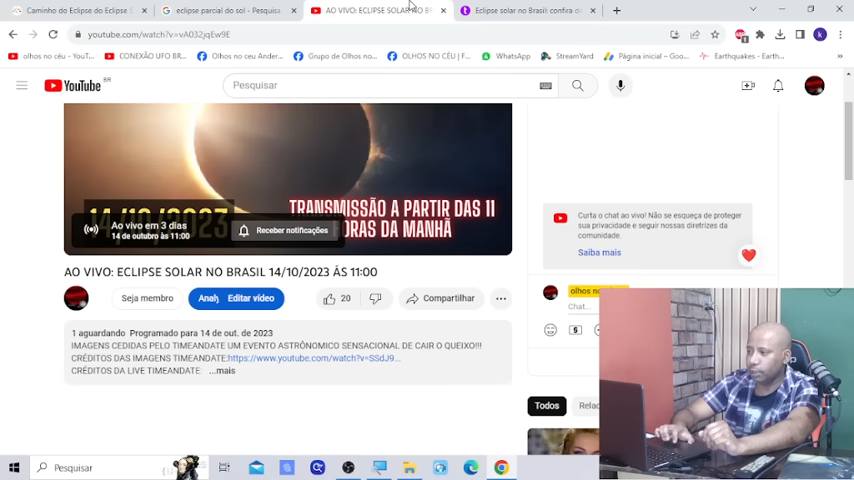 Caminho do Eclipse do Eclipse S
eclipse parcial do sol - Pesquisa
AO VIVO: ECLIPSE SOLAR NO BR
Eclipse solar no Brasil: confira d
youtube.com/watch?v=vA032jqEw9E
olhos no céu - YouT...
CONEXÃO UFO BR...
Olhos no ceu Ander...
Grupo de Olhos no...
OLHOS NO CÉU | F...
WhatsApp
StreamYard
Página inicial – Goo...
Earthquakes - Earth...
YouTube BR
Pesquisar
14/10/2023
TRANSMISSÃO A PARTIR DAS 11
HORAS DA MANHÃ
Ao vivo em 3 dias
14 de outubro às 11:00
Receber notificações
Curta o chat ao vivo! Não se esqueça de proteger
sua privacidade e seguir nossas diretrizes da
comunidade.
Saiba mais
AO VIVO: ECLIPSE SOLAR NO BRASIL 14/10/2023 ÁS 11:00
olhos no
Chat...
Seja membro
Editar vídeo
20
Compartilhar
1 aguardando Programado para 14 de out. de 2023
IMAGENS CEDIDAS PELO TIMEANDATE UM EVENTO ASTRÔNOMICO SENSACIONAL DE CAIR O QUEIXO!!!
CRÉDITOS DAS IMAGENS TIMEANDATE:https://www.youtube.com/watch?v=SSdJ9...
CRÉDITOS DA LIVE TIMEANDATE: ...mais
Todos
Pesquisar